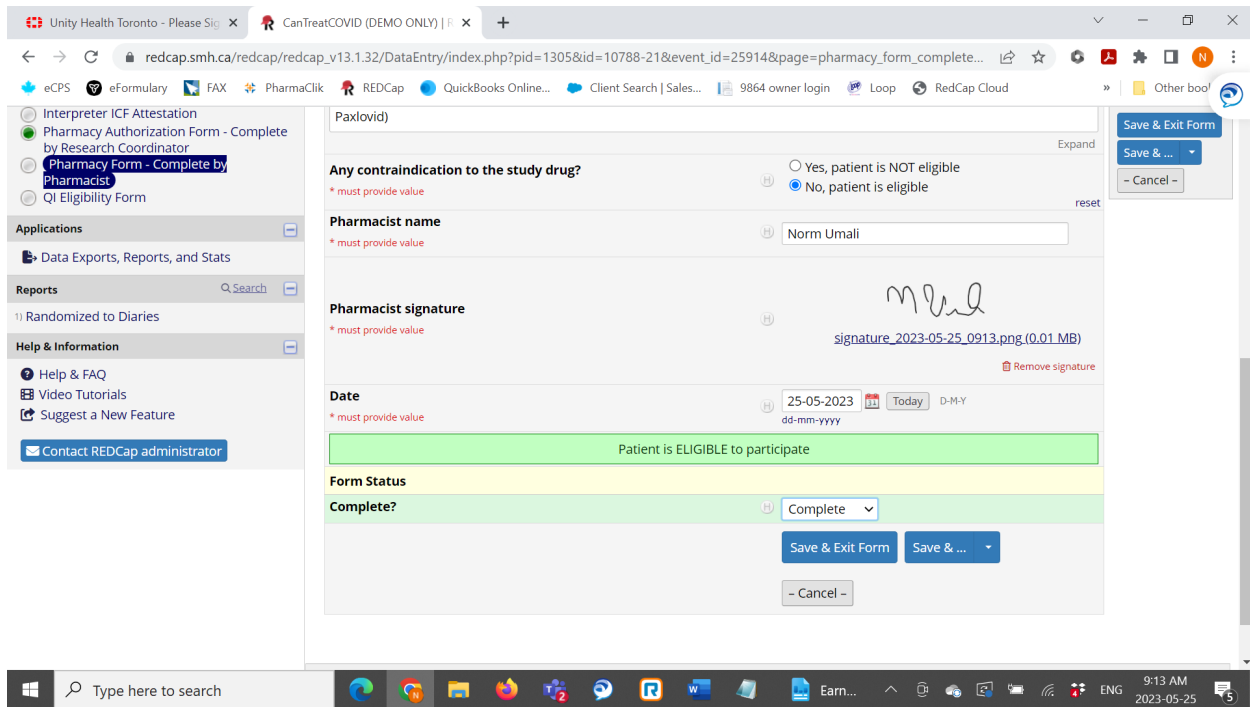 Unity Health Toronto - Please Sig
CanTreatCOVID (DEMO ONLY) | R
redcap.smh.ca/redcap/redcap_v13.1.32/DataEntry/index.php?pid=1305&id=10788-21&event_id=25914&page=pharmacy_form_complete...
N
eCPS
eFormulary
FAX
PharmaClik
REDCap
QuickBooks Online...
Client Search | Sales...
9864 owner login
Loop
RedCap Cloud
»
Other boo
Interpreter ICF Attestation
Pharmacy Authorization Form - Complete
by Research Coordinator
Pharmacy Form - Complete by
Pharmacist
QI Eligibility Form
Applications
Data Exports, Reports, and Stats
Reports
Search
1) Randomized to Diaries
Help & Information
Help & FAQ
Video Tutorials
Suggest a New Feature
Contact REDCap administrator
Paxlovid)
Expand
Any contraindication to the study drug?
* must provide value
H
Yes, patient is NOT eligible
No, patient is eligible
reset
Pharmacist name
* must provide value
H
Norm Umali
Pharmacist signature
* must provide value
H
signature_2023-05-25_0913.png (0.01 MB)
Remove signature
Date
* must provide value
H
25-05-2023
31
Today
D-M-Y
dd-mm-yyyy
Patient is ELIGIBLE to participate
Form Status
Complete?
H
Complete
Save & Exit Form
Save & ...
– Cancel –
Save & Exit Form
Save & ...
– Cancel –
Type here to search
Earn...
ENG
9:13 AM
2023-05-25
5